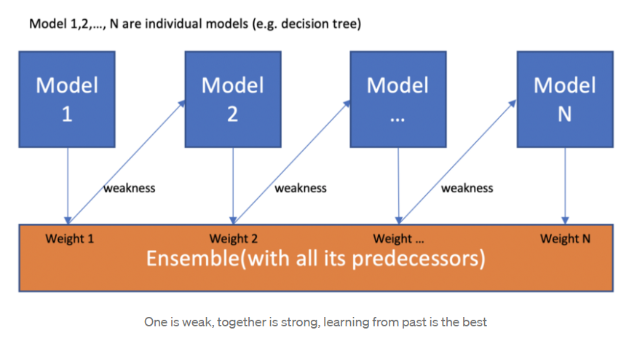 Model 1,2,..., N are individual models (e.g. decision tree)
Model
1
Model
2
Model
...
Model
N
weakness
weakness
weakness
Weight 1
Weight 2
Weight ...
Weight N
Ensemble(with all its predecessors)
One is weak, together is strong, learning from past is the best